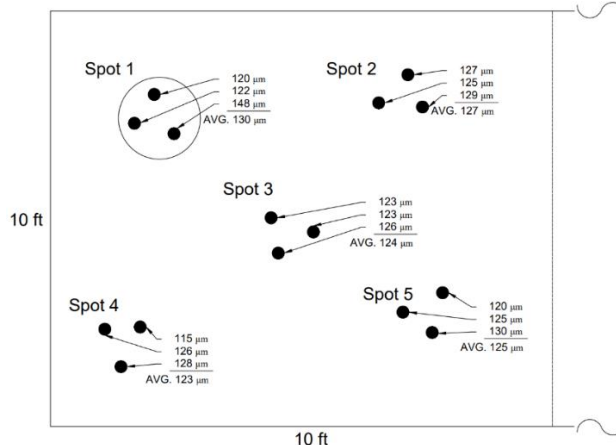 Spot 1
120 μm
122 μm
148 μm
AVG. 130 μm
Spot 2
127 μm
125 μm
129 μm
AVG. 127 μm
10 ft
Spot 3
123 μm
123 μm
126 μm
AVG. 124 μm
Spot 4
115 μm
126 μm
128 μm
AVG. 123 μm
Spot 5
120 μm
125 μm
130 μm
AVG. 125 μm
10 ft